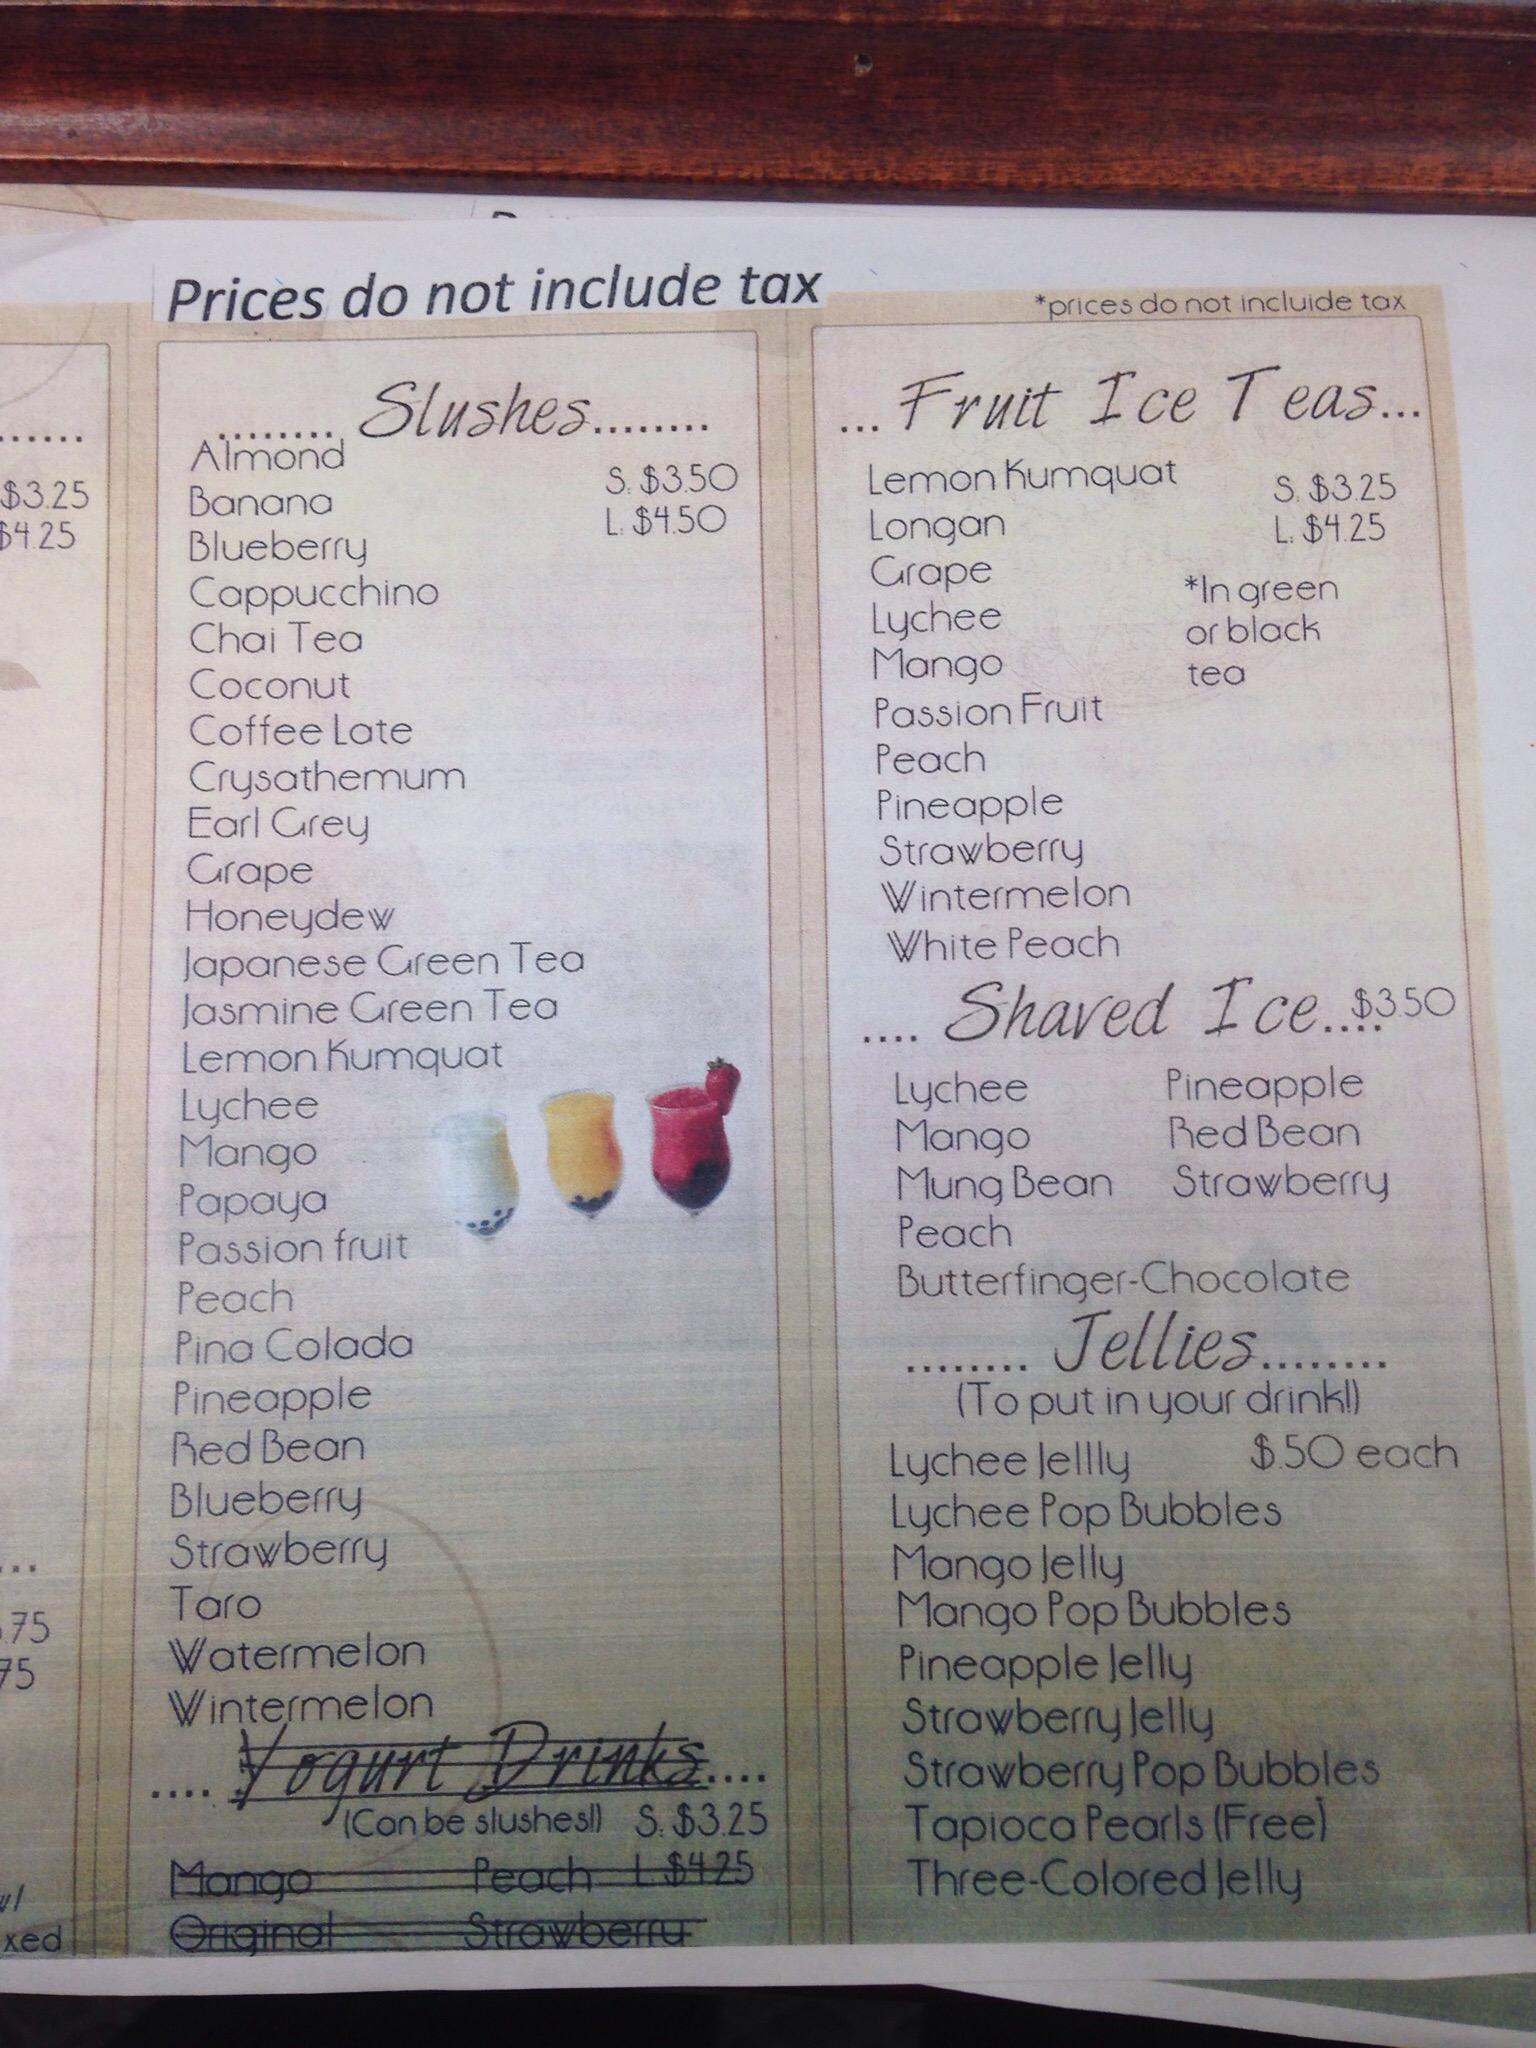 Prices do not include tax
*prices do not incluide tax
$3.25
$4.25
.75
75
xed
........ Slushes........
Almond
S. $3.50
Banana
L. $4.50
Blueberry
Cappucchino
Chai Tea
Coconut
Coffee Late
Crysathemum
Earl Grey
Grape
Honeydew
Japanese Green Tea
Jasmine Green Tea
Lemon Kumquat
Lychee
Mango
Papaya
Passion fruit
Peach
Pina Colada
Pineapple
Red Bean
Blueberry
Strawberry
Taro
Watermelon
Wintermelon
.... Yogurt Drinks....
(Can be slushes!) S. $3.25
Mango Peach L. $4.25
Original Strawberry
... Fruit Ice Teas...
Lemon Kumquat S. $3.25
Longan L. $4.25
Grape
*In green
or black
tea
Lychee
Mango
Passion Fruit
Peach
Pineapple
Strawberry
Wintermelon
White Peach
.... Shaved Ice.... $3.50
Lychee Pineapple
Mango Red Bean
Mung Bean Strawberry
Peach
Butterfinger-Chocolate
........ Jellies........
(To put in your drink!)
Lychee Jellly $.50 each
Lychee Pop Bubbles
Mango Jelly
Mango Pop Bubbles
Pineapple Jelly
Strawberry Jelly
Strawberry Pop Bubbles
Tapioca Pearls (Free)
Three-Colored Jelly